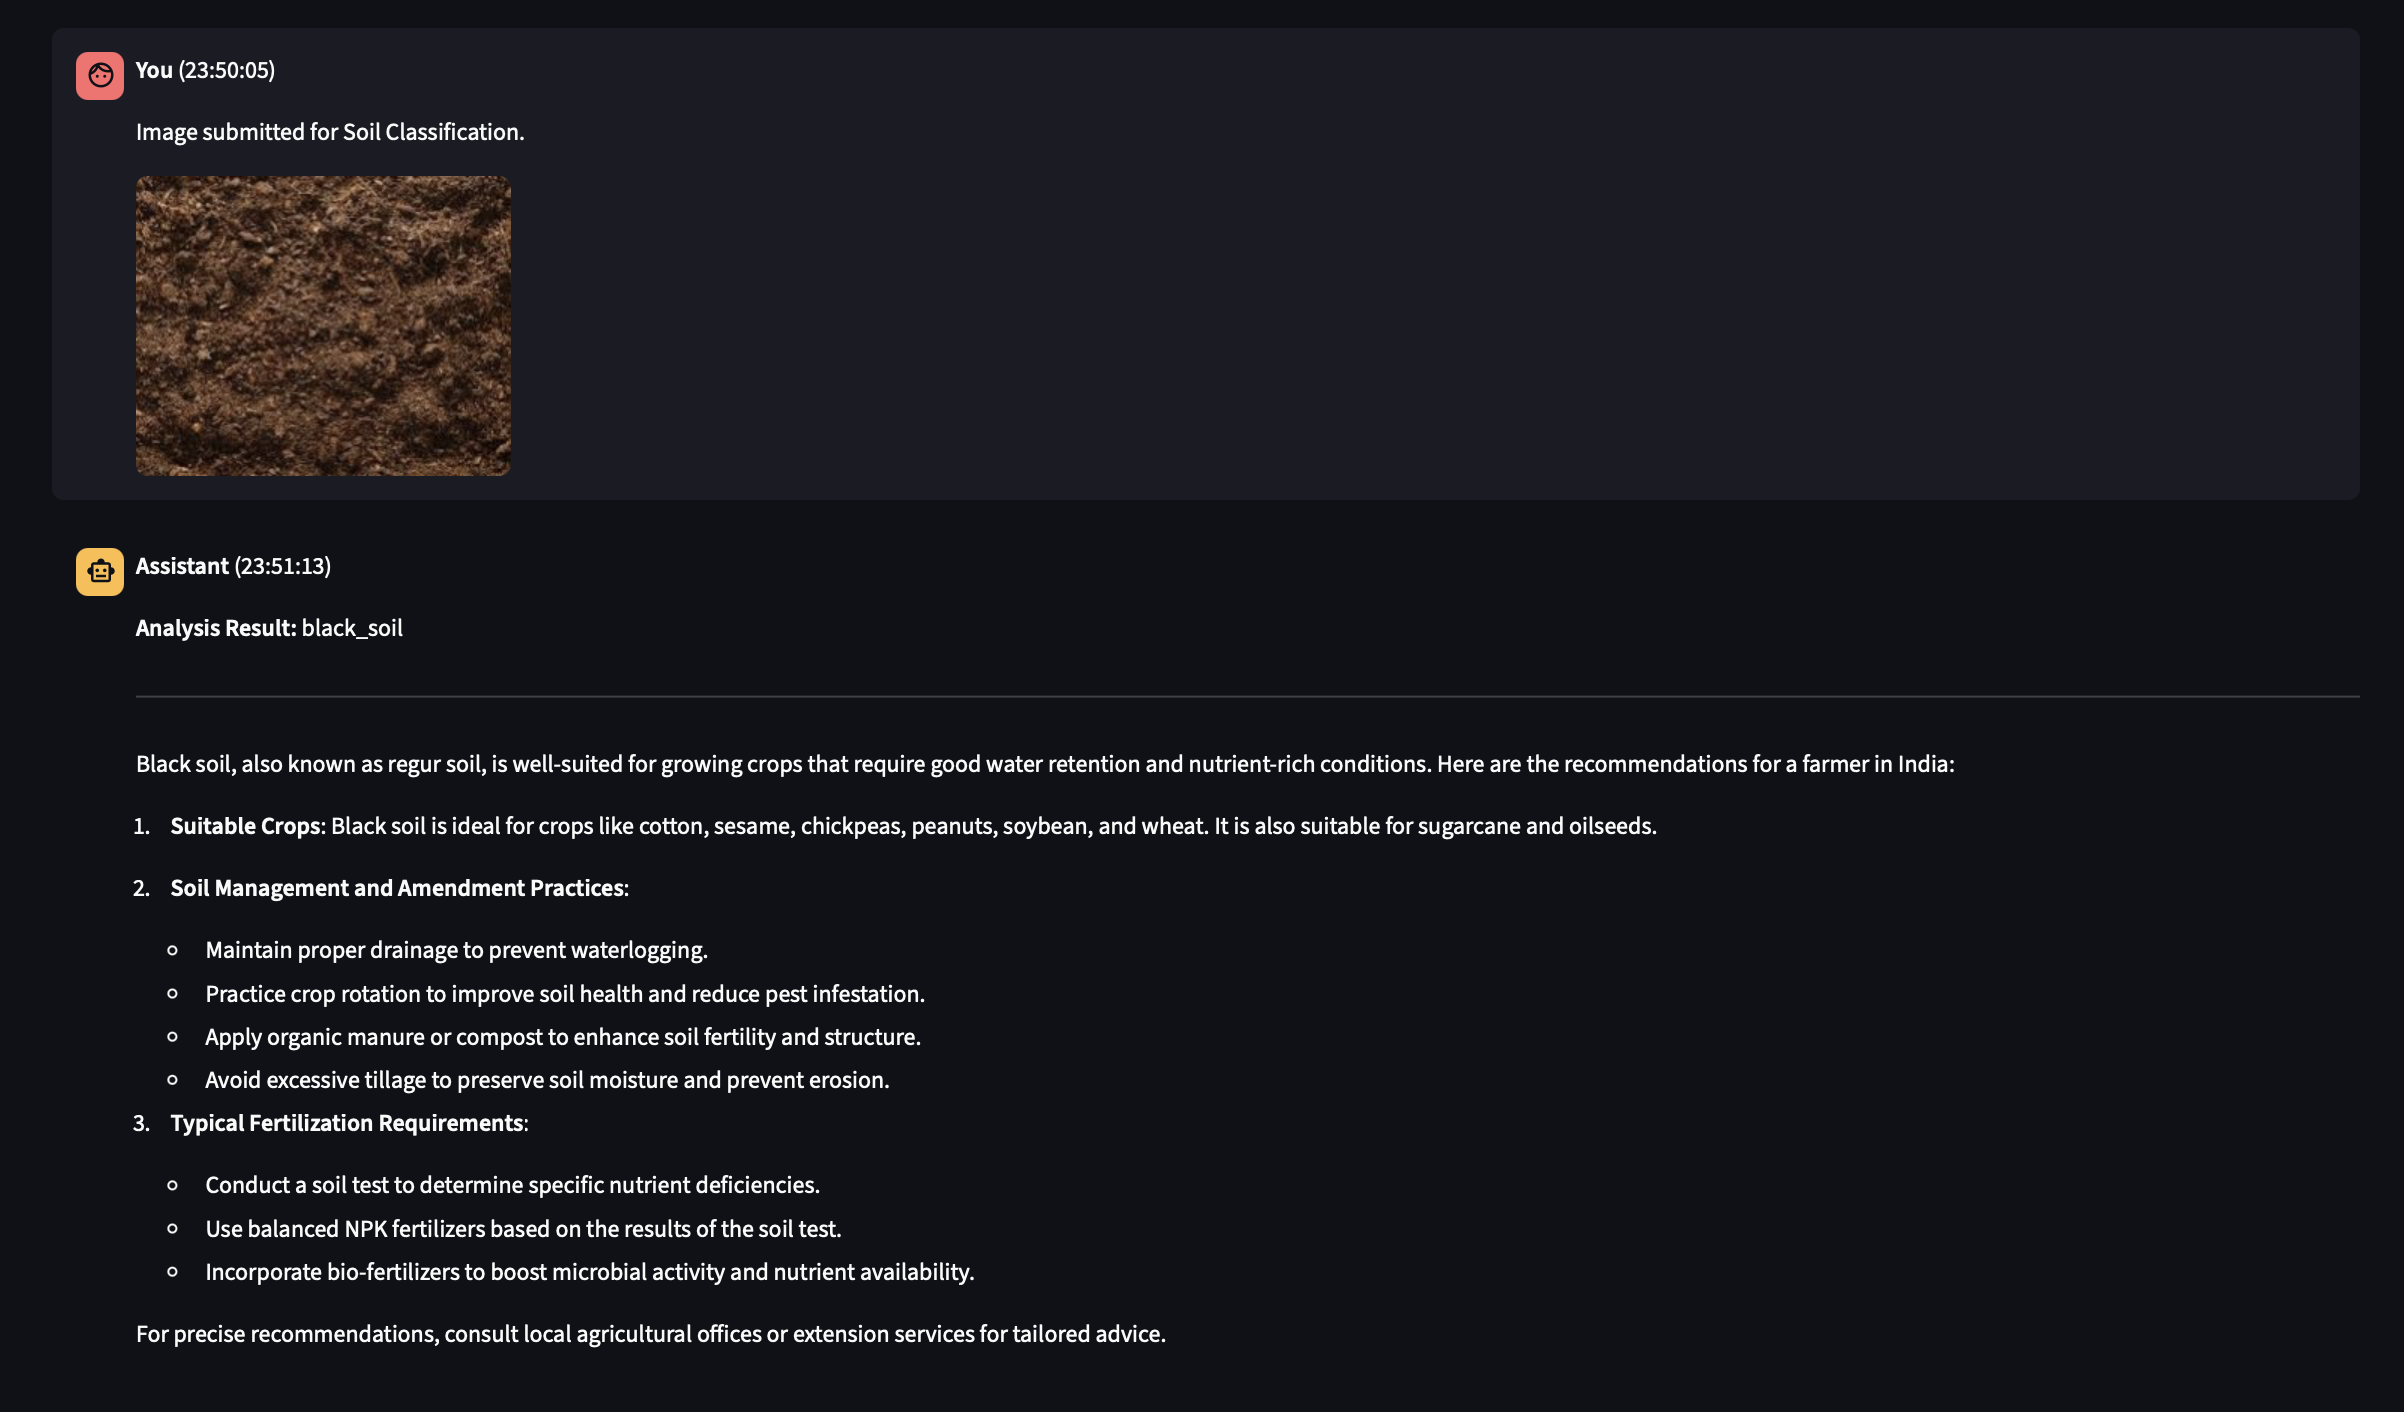 You (23:50:05)
Image submitted for Soil Classification.
Assistant (23:51:13)
Analysis Result: black_soil
Black soil, also known as regur soil, is well-suited for growing crops that require good water retention and nutrient-rich conditions. Here are the recommendations for a farmer in India:
1. Suitable Crops: Black soil is ideal for crops like cotton, sesame, chickpeas, peanuts, soybean, and wheat. It is also suitable for sugarcane and oilseeds.
2. Soil Management and Amendment Practices:
Maintain proper drainage to prevent waterlogging.
Practice crop rotation to improve soil health and reduce pest infestation.
Apply organic manure or compost to enhance soil fertility and structure.
Avoid excessive tillage to preserve soil moisture and prevent erosion.
3. Typical Fertilization Requirements:
Conduct a soil test to determine specific nutrient deficiencies.
Use balanced NPK fertilizers based on the results of the soil test.
Incorporate bio-fertilizers to boost microbial activity and nutrient availability.
For precise recommendations, consult local agricultural offices or extension services for tailored advice.